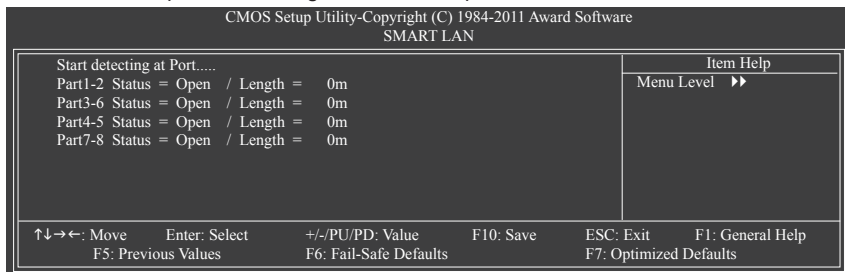 CMOS Setup Utility-Copyright (C) 1984-2011 Award Software
SMART LAN
Start detecting at Port.....
Part1-2 Status = Open / Length = 0m
Part3-6 Status = Open / Length = 0m
Part4-5 Status = Open / Length = 0m
Part7-8 Status = Open / Length = 0m
Item Help
Menu Level ▶▶
↑↓→←: Move Enter: Select +/-/PU/PD: Value F10: Save ESC: Exit F1: General Help
F5: Previous Values F6: Fail-Safe Defaults F7: Optimized Defaults